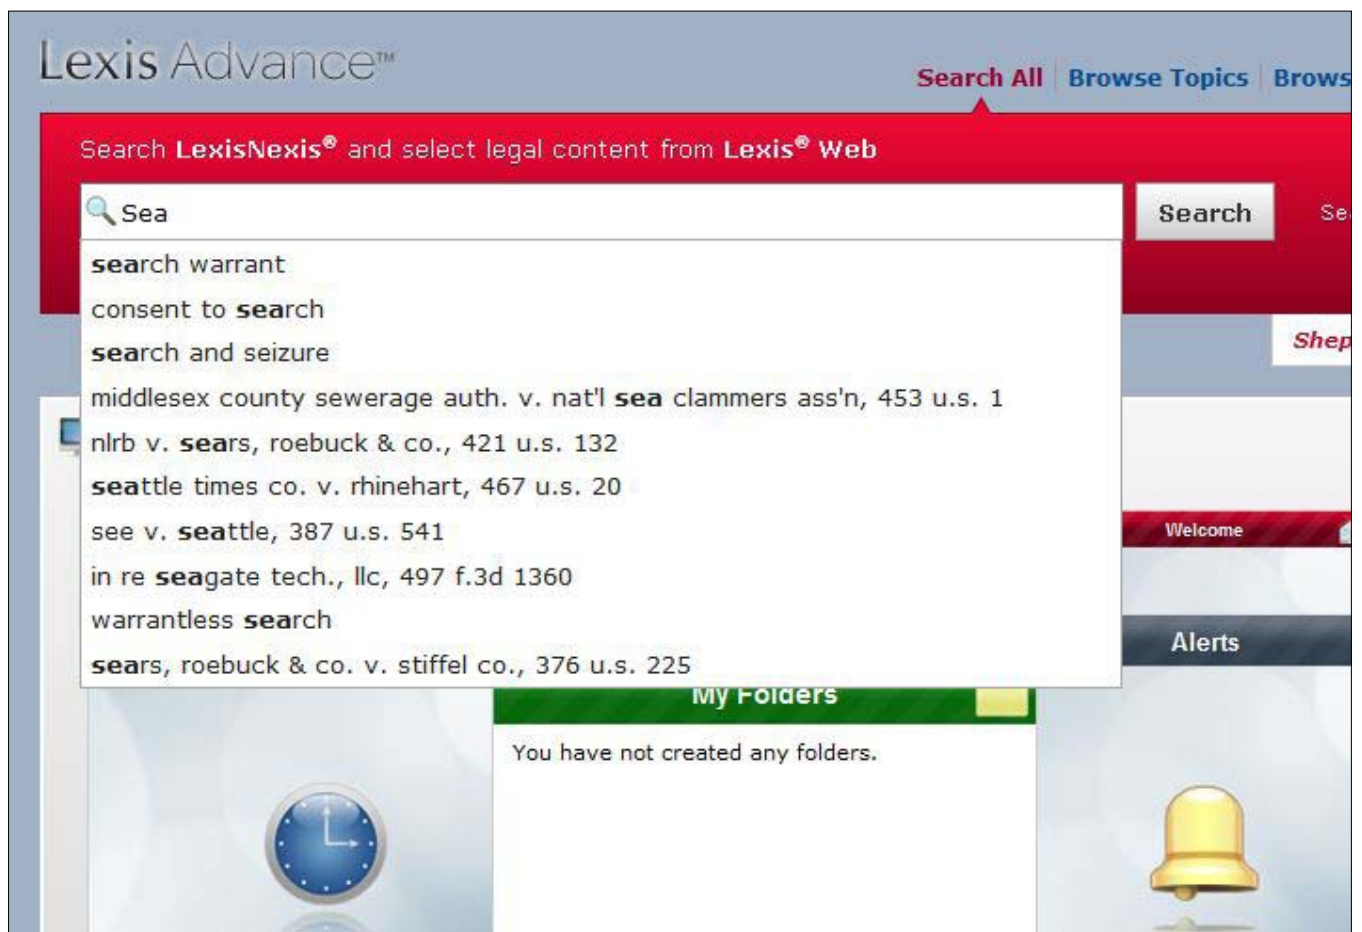 Lexis Advance™
Search All Browse Topics
Search LexisNexis® and select legal content from Lexis® Web
Sea
Search
search warrant
consent to search
search and seizure
middlesex county sewerage auth. v. nat'l sea clammers ass'n, 453 u.s. 1
nlrb v. sears, roebuck & co., 421 u.s. 132
seattle times co. v. rhinehart, 467 u.s. 20
see v. seattle, 387 u.s. 541
in re seagate tech., llc, 497 f.3d 1360
warrantless search
sears, roebuck & co. v. stiffel co., 376 u.s. 225
Welcome
Alerts
My Folders
You have not created any folders.